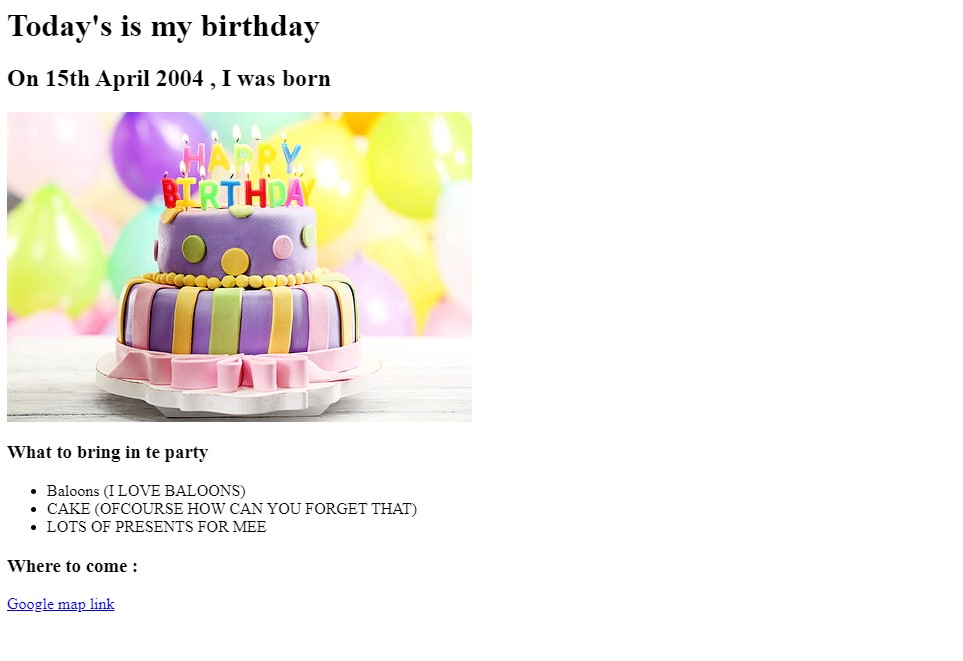 Today's is my birthday
On 15th April 2004 , I was born
HAPPY
BIRTHDAY
What to bring in te party
Baloons (I LOVE BALOONS)
CAKE (OFCOURSE HOW CAN YOU FORGET THAT)
LOTS OF PRESENTS FOR MEE
Where to come :
Google map link